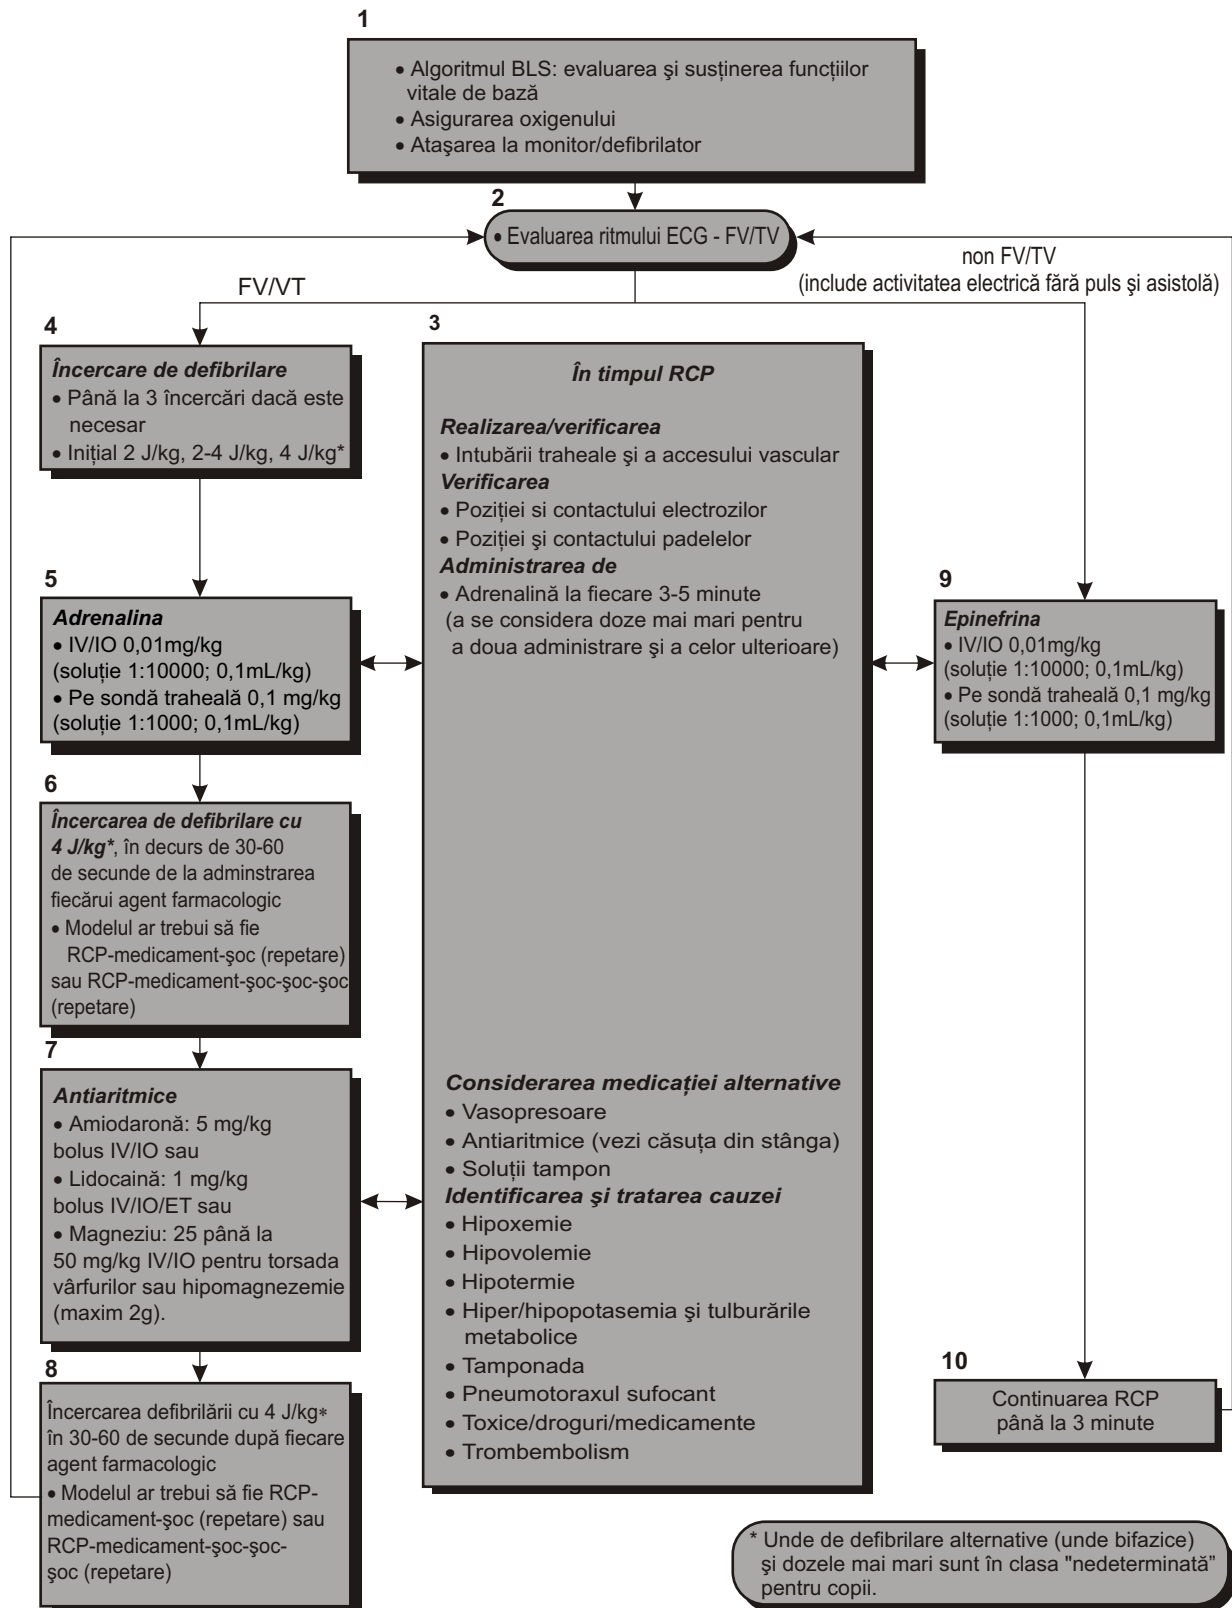 1
• Algoritmul BLS: evaluarea şi susținerea funcțiilor
vitale de bază
• Asigurarea oxigenului
• Ataşarea la monitor/defibrilator
2
• Evaluarea ritmului ECG - FV/TV
non FV/TV
(include activitatea electrică fără puls şi asistolă)
FV/VT
4
Încercare de defibrilare
• Până la 3 încercări dacă este
necesar
• Inițial 2 J/kg, 2-4 J/kg, 4 J/kg*
5
Adrenalina
• IV/IO 0,01mg/kg
(soluție 1:10000; 0,1mL/kg)
• Pe sondă traheală 0,1 mg/kg
(soluție 1:1000; 0,1mL/kg)
6
Încercarea de defibrilare cu
4 J/kg*, în decurs de 30-60
de secunde de la adminstrarea
fiecărui agent farmacologic
• Modelul ar trebui să fie
RCP-medicament-şoc (repetare)
sau RCP-medicament-şoc-şoc-şoc
(repetare)
7
Antiaritmice
• Amiodaronă: 5 mg/kg
bolus IV/IO sau
• Lidocaină: 1 mg/kg
bolus IV/IO/ET sau
• Magneziu: 25 până la
50 mg/kg IV/IO pentru torsada
vârfurilor sau hipomagnezemie
(maxim 2g).
8
Încercarea defibrilării cu 4 J/kg*
în 30-60 de secunde după fiecare
agent farmacologic
• Modelul ar trebui să fie RCP-
medicament-şoc (repetare) sau
RCP-medicament-şoc-şoc-
şoc (repetare)
3
În timpul RCP
Realizarea/verificarea
• Intubării traheale şi a accesului vascular
Verificarea
• Poziției si contactului electrozilor
• Poziției şi contactului padelelor
Administrarea de
• Adrenalină la fiecare 3-5 minute
(a se considera doze mai mari pentru
a doua administrare şi a celor ulterioare)
Considerarea medicației alternative
• Vasopresoare
• Antiaritmice (vezi căsuța din stânga)
• Soluții tampon
Identificarea şi tratarea cauzei
• Hipoxemie
• Hipovolemie
• Hipotermie
• Hiper/hipopotasemia şi tulburările
metabolice
• Tamponada
• Pneumotoraxul sufocant
• Toxice/droguri/medicamente
• Trombembolism
9
Epinefrina
• IV/IO 0,01mg/kg
(soluție 1:10000; 0,1mL/kg)
• Pe sondă traheală 0,1 mg/kg
(soluție 1:1000; 0,1mL/kg)
10
Continuarea RCP
până la 3 minute
* Unde de defibrilare alternative (unde bifazice)
şi dozele mai mari sunt în clasa "nedeterminată”
pentru copii.